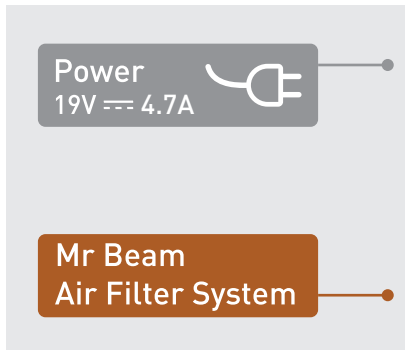 Power
19V ⎓ 4.7A
Mr Beam
Air Filter System